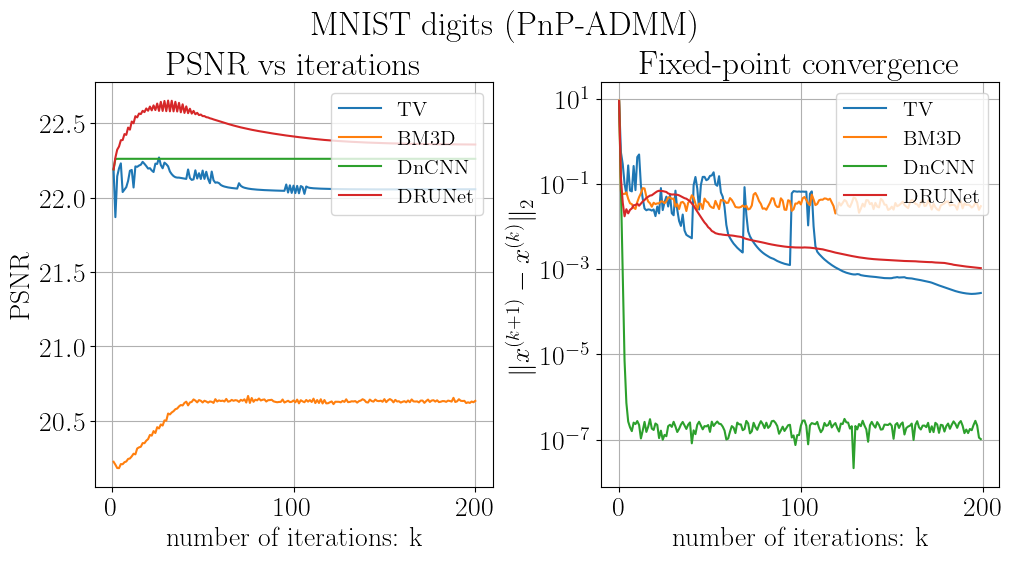 MNIST digits (PnP-ADMM)
PSNR vs iterations
PSNR
22.5
22.0
21.5
21.0
20.5
0
100
200
number of iterations: k
TV
BM3D
DnCNN
DRUNet
Fixed-point convergence
||x^{(k+1)} − x^{(k)}||_2
10^1
10^{−1}
10^{−3}
10^{−5}
10^{−7}
0
100
200
number of iterations: k
TV
BM3D
DnCNN
DRUNet